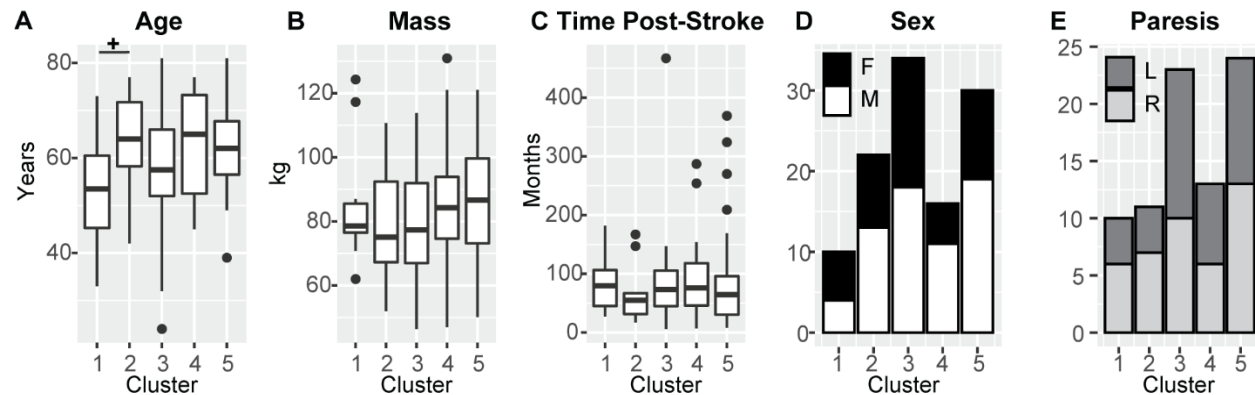 A Age
+
Years
80
60
40
1 2 3 4 5
Cluster
B Mass
kg
120
100
80
60
1 2 3 4 5
Cluster
C Time Post-Stroke
Months
400
300
200
100
0
1 2 3 4 5
Cluster
D Sex
F
M
30
20
10
0
1 2 3 4 5
Cluster
E Paresis
L
R
25
20
15
10
5
0
1 2 3 4 5
Cluster